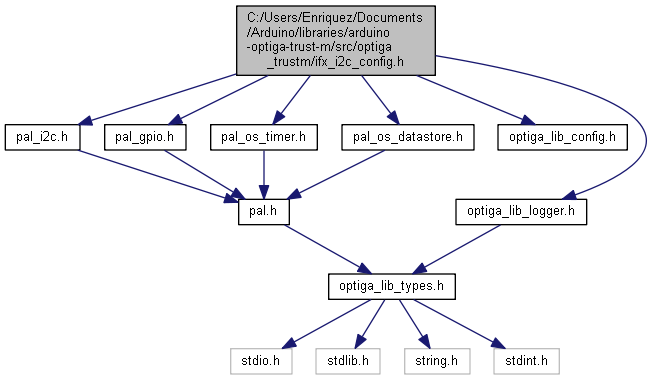 C:/Users/Enriquez/Documents
/Arduino/libraries/arduino
-optiga-trust-m/src/optiga
_trustm/ifx_i2c_config.h
pal_i2c.h
pal_gpio.h
pal_os_timer.h
pal_os_datastore.h
optiga_lib_config.h
pal.h
optiga_lib_logger.h
optiga_lib_types.h
stdio.h
stdlib.h
string.h
stdint.h